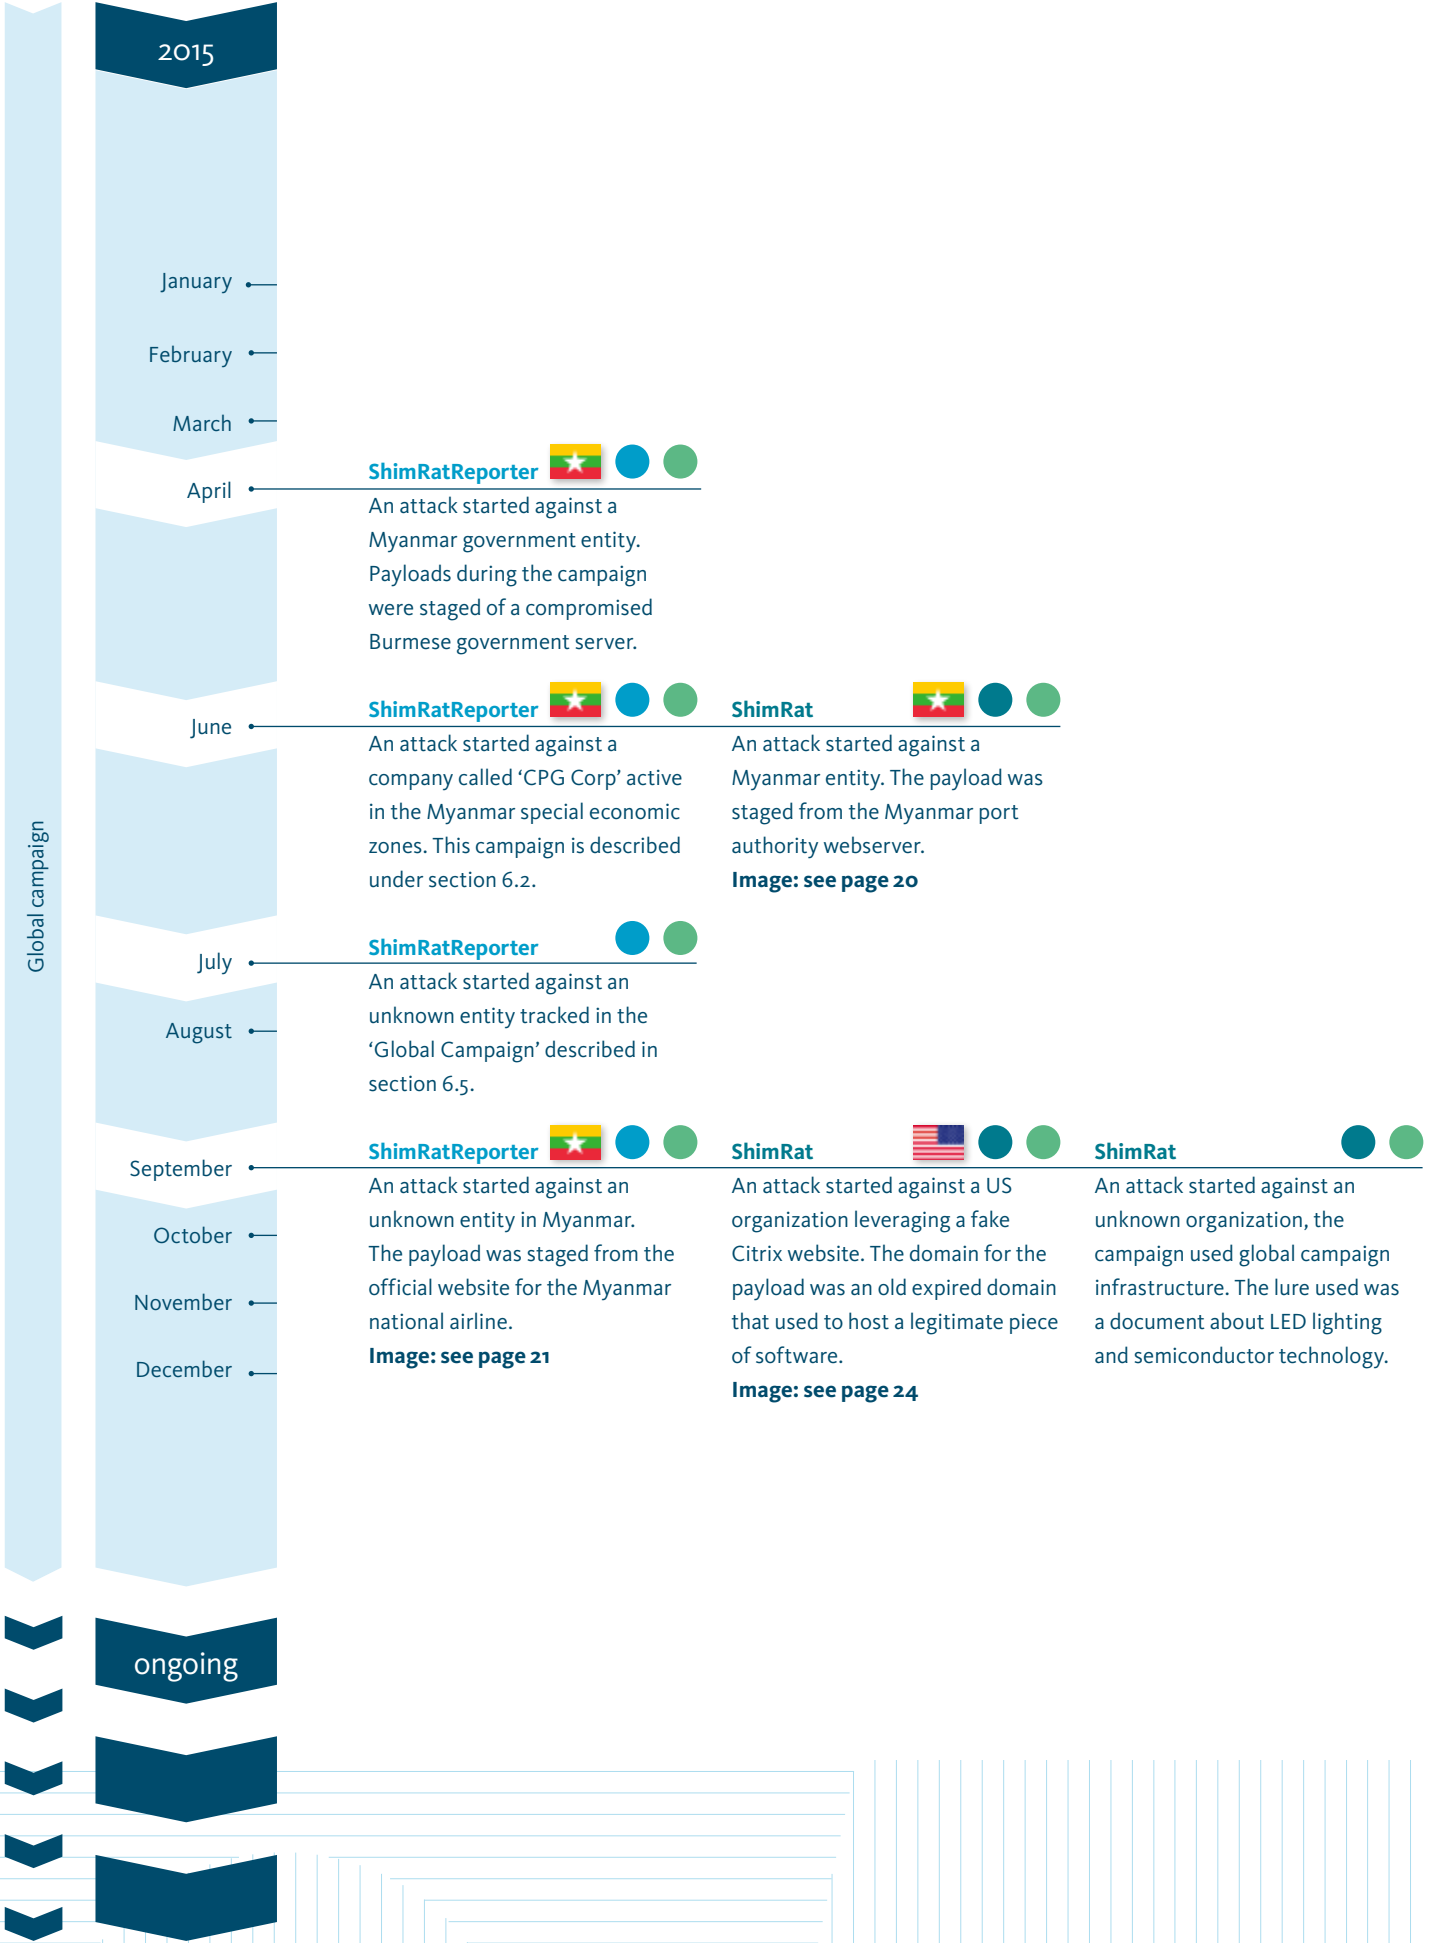 2015
Global campaign
January
February
March
April
ShimRatReporter
An attack started against a
Myanmar government entity.
Payloads during the campaign
were staged of a compromised
Burmese government server.
June
ShimRatReporter
An attack started against a
company called ‘CPG Corp’ active
in the Myanmar special economic
zones. This campaign is described
under section 6.2.
ShimRat
An attack started against a
Myanmar entity. The payload was
staged from the Myanmar port
authority webserver.
Image: see page 20
July
ShimRatReporter
An attack started against an
unknown entity tracked in the
‘Global Campaign’ described in
section 6.5.
August
September
ShimRatReporter
An attack started against an
unknown entity in Myanmar.
The payload was staged from the
official website for the Myanmar
national airline.
Image: see page 21
ShimRat
An attack started against a US
organization leveraging a fake
Citrix website. The domain for the
payload was an old expired domain
that used to host a legitimate piece
of software.
Image: see page 24
ShimRat
An attack started against an
unknown organization, the
campaign used global campaign
infrastructure. The lure used was
a document about LED lighting
and semiconductor technology.
October
November
December
ongoing